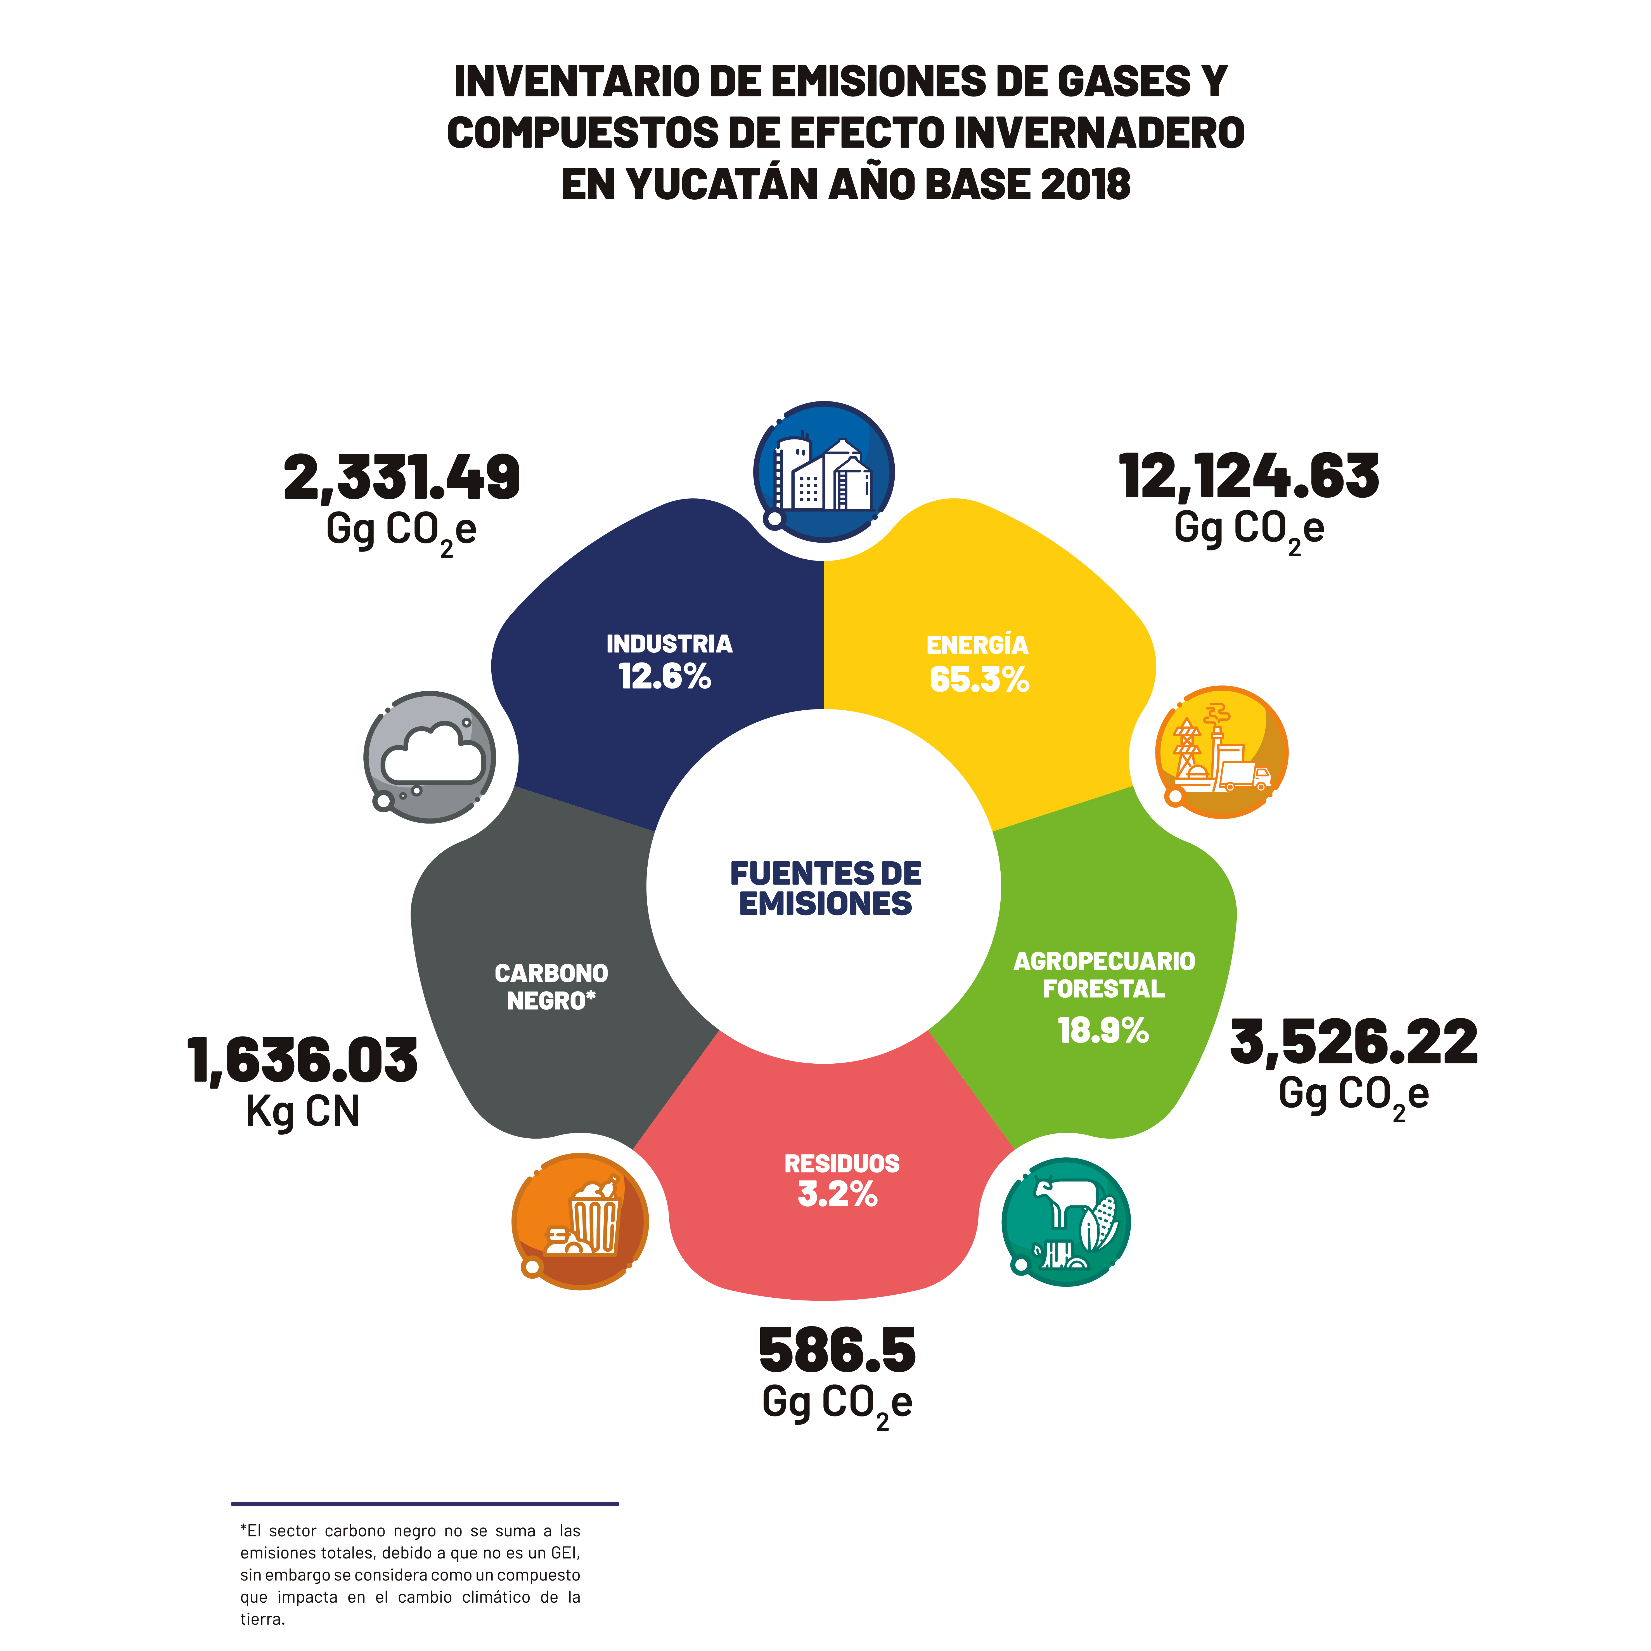 INVENTARIO DE EMISIONES DE GASES Y
COMPUESTOS DE EFECTO INVERNADERO
EN YUCATÁN AÑO BASE 2018
2,331.49
Gg CO₂e
12,124.63
Gg CO₂e
INDUSTRIA
12.6%
ENERGÍA
65.3%
FUENTES DE
EMISIONES
CARBONO
NEGRO*
AGROPECUARIO
FORESTAL
18.9%
1,636.03
Kg CN
3,526.22
Gg CO₂e
RESIDUOS
3.2%
586.5
Gg CO₂e
*El sector carbono negro no se suma a las
emisiones totales, debido a que no es un GEI,
sin embargo se considera como un compuesto
que impacta en el cambio climático de la
tierra.